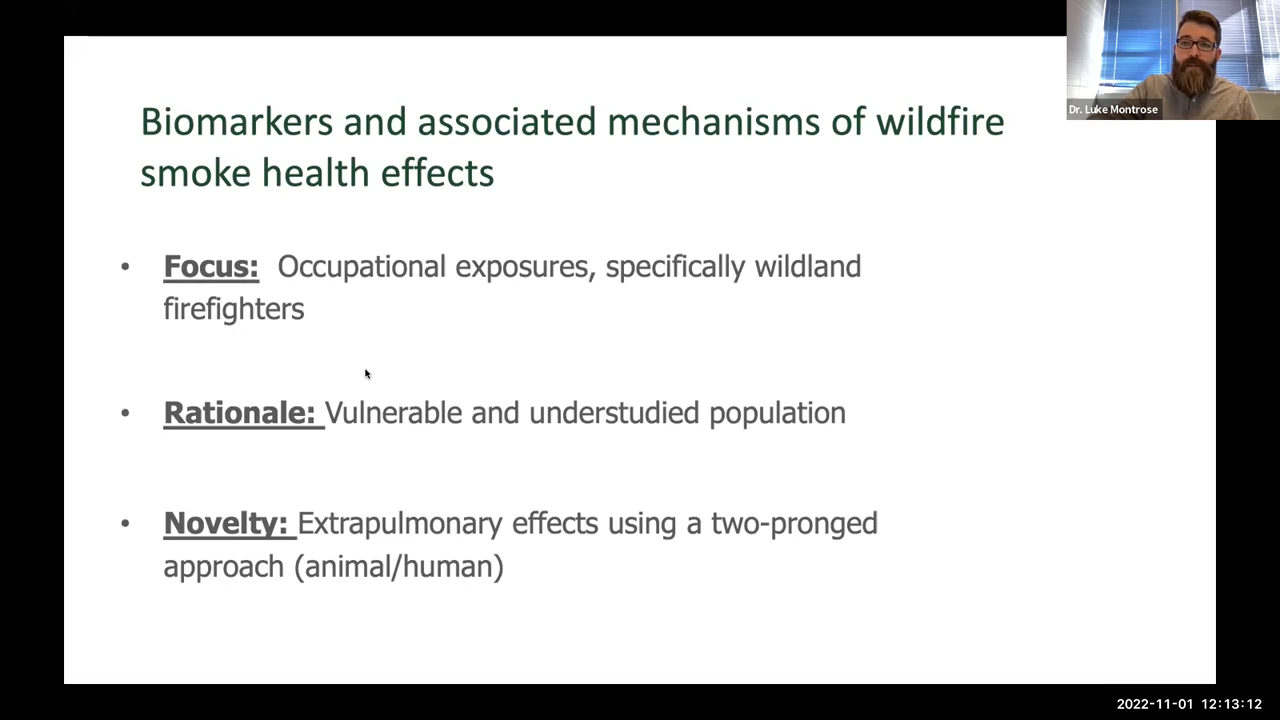 Dr. Luke Montrose
Biomarkers and associated mechanisms of wildfire
smoke health effects
• Focus: Occupational exposures, specifically wildland
firefighters
• Rationale: Vulnerable and understudied population
• Novelty: Extrapulmonary effects using a two-pronged
approach (animal/human)
2022-11-01 12:13:12